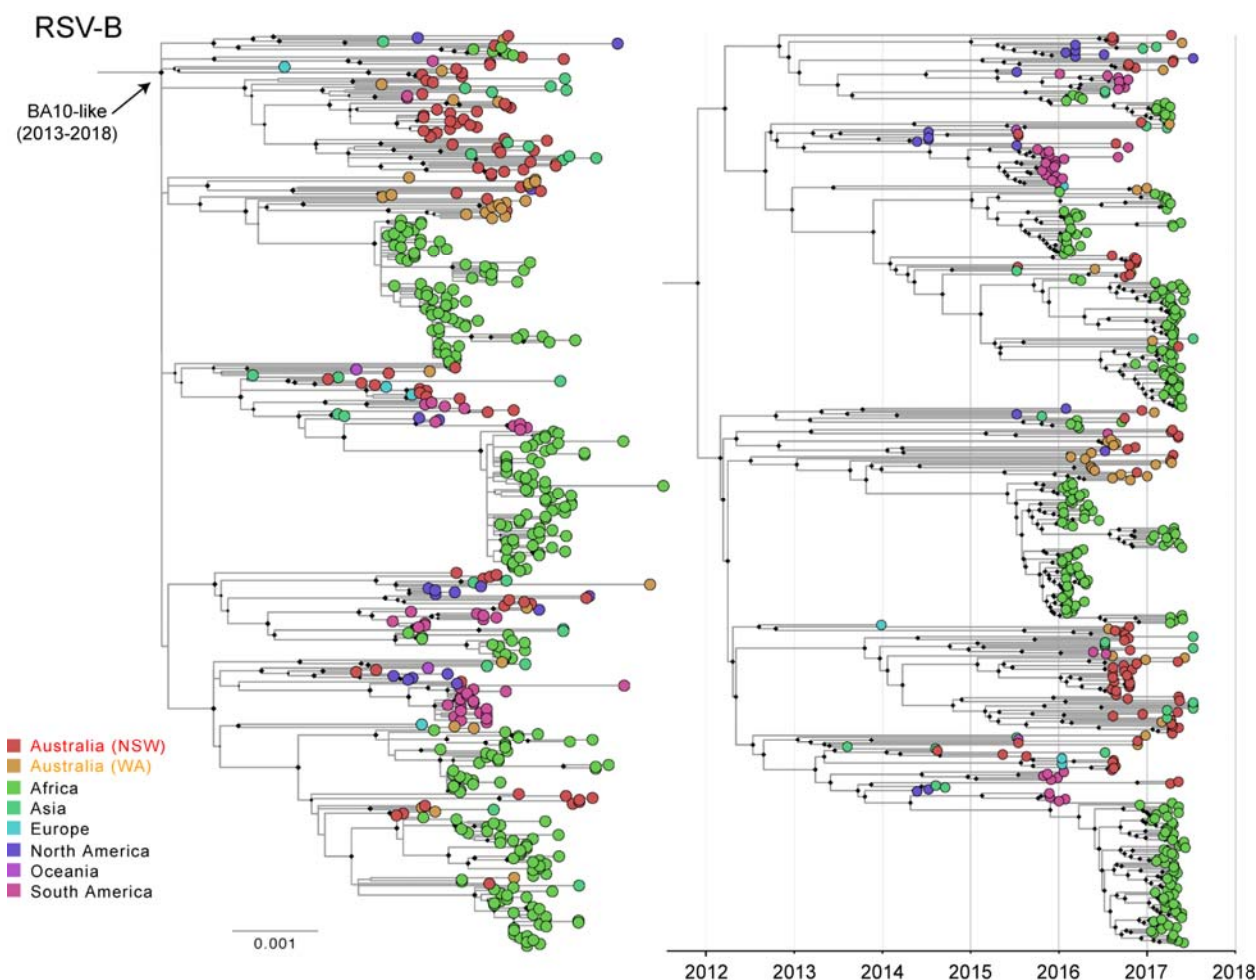 RSV-B
BA10-like
(2013-2018)
Australia (NSW)
Australia (WA)
Africa
Asia
Europe
North America
Oceania
South America
0.001
2012 2013 2014 2015 2016 2017 2018